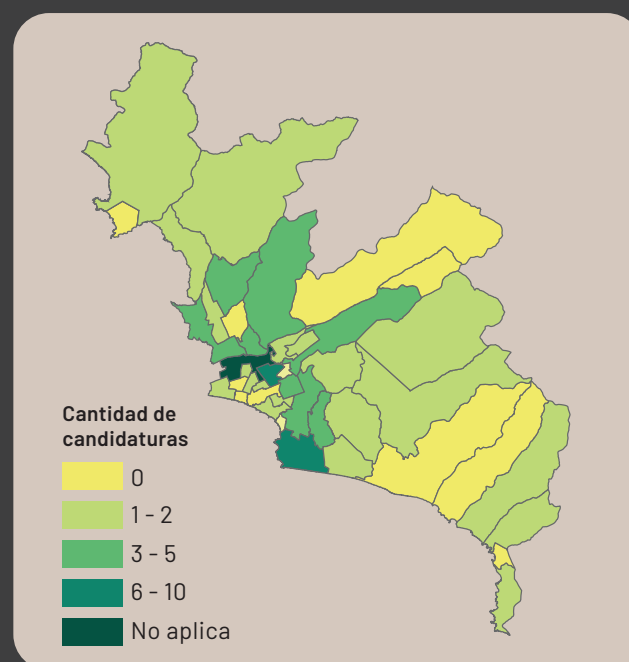 Cantidad de
candidaturas
0
1 - 2
3 - 5
6 - 10
No aplica